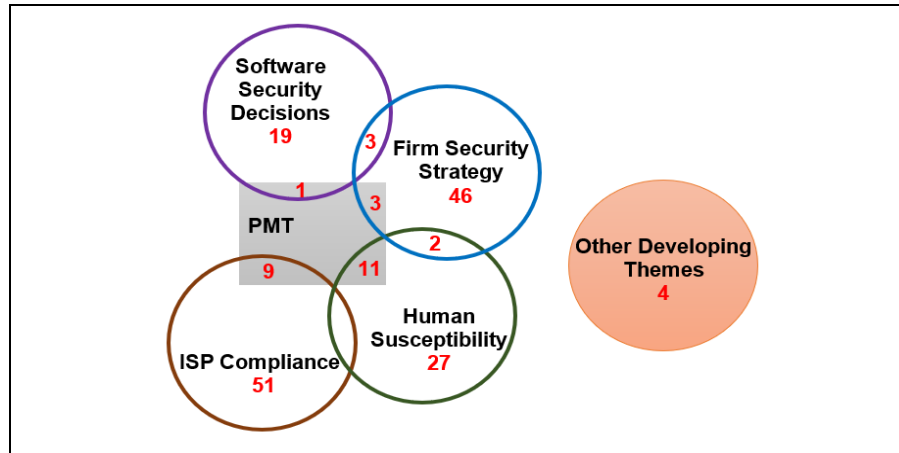 Software
Security
Decisions
19
3
Firm Security
Strategy
46
1
3
PMT
2
9
11
Other Developing
Themes
4
Human
Susceptibility
27
ISP Compliance
51